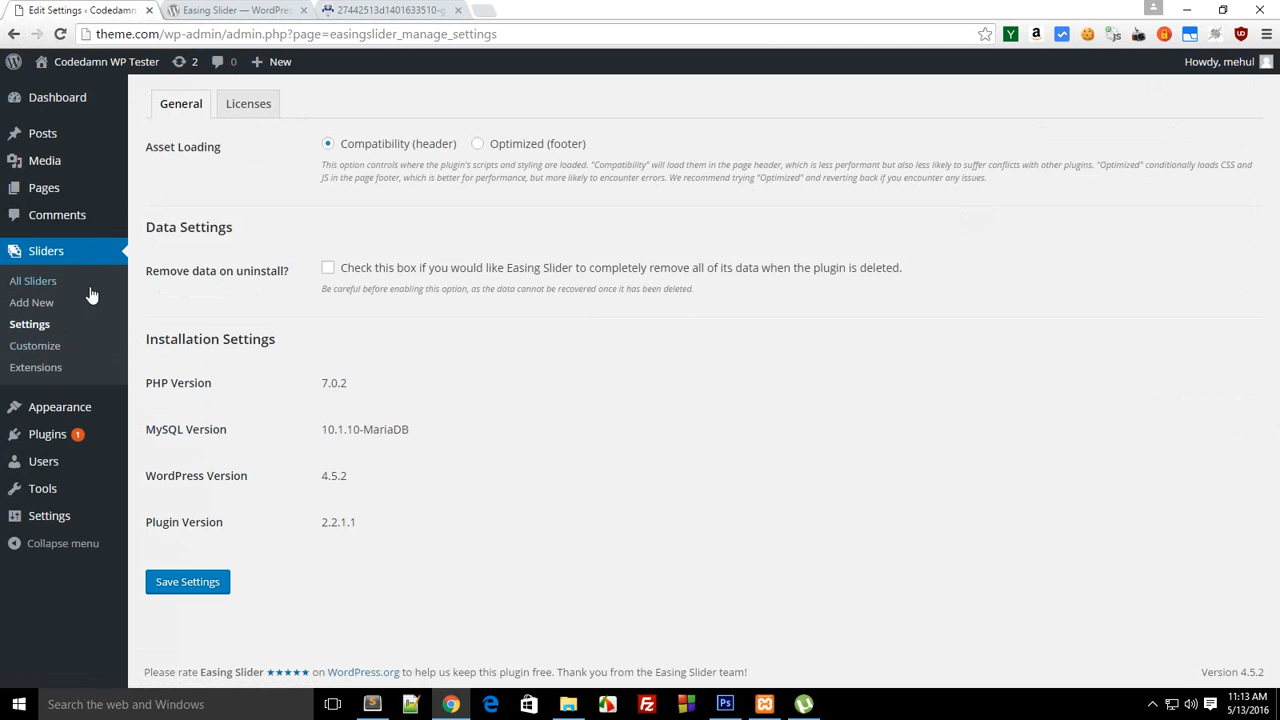 Edit Settings ‹ Codedamn
Easing Slider — WordPres
27442513d1401633510-g
theme.com/wp-admin/admin.php?page=easingslider_manage_settings
Codedamn WP Tester 2 0 New Howdy, mehul
Dashboard
Posts
Media
Pages
Comments
Sliders
All Sliders
Add New
Settings
Customize
Extensions
Appearance
Plugins 1
Users
Tools
Settings
Collapse menu
General Licenses
Asset Loading Compatibility (header) Optimized (footer)
This option controls where the plugin's scripts and styling are loaded. "Compatibility" will load them in the page header, which is less performant but also less likely to suffer conflicts with other plugins. "Optimized" conditionally loads CSS and
JS in the page footer, which is better for performance, but more likely to encounter errors. We recommend trying "Optimized" and reverting back if you encounter any issues.
Data Settings
Remove data on uninstall? Check this box if you would like Easing Slider to completely remove all of its data when the plugin is deleted.
Be careful before enabling this option, as the data cannot be recovered once it has been deleted.
Installation Settings
PHP Version 7.0.2
MySQL Version 10.1.10-MariaDB
WordPress Version 4.5.2
Plugin Version 2.2.1.1
Save Settings
Please rate Easing Slider ★★★★★ on WordPress.org to help us keep this plugin free. Thank you from the Easing Slider team! Version 4.5.2
Search the web and Windows
11:13 AM
5/13/2016